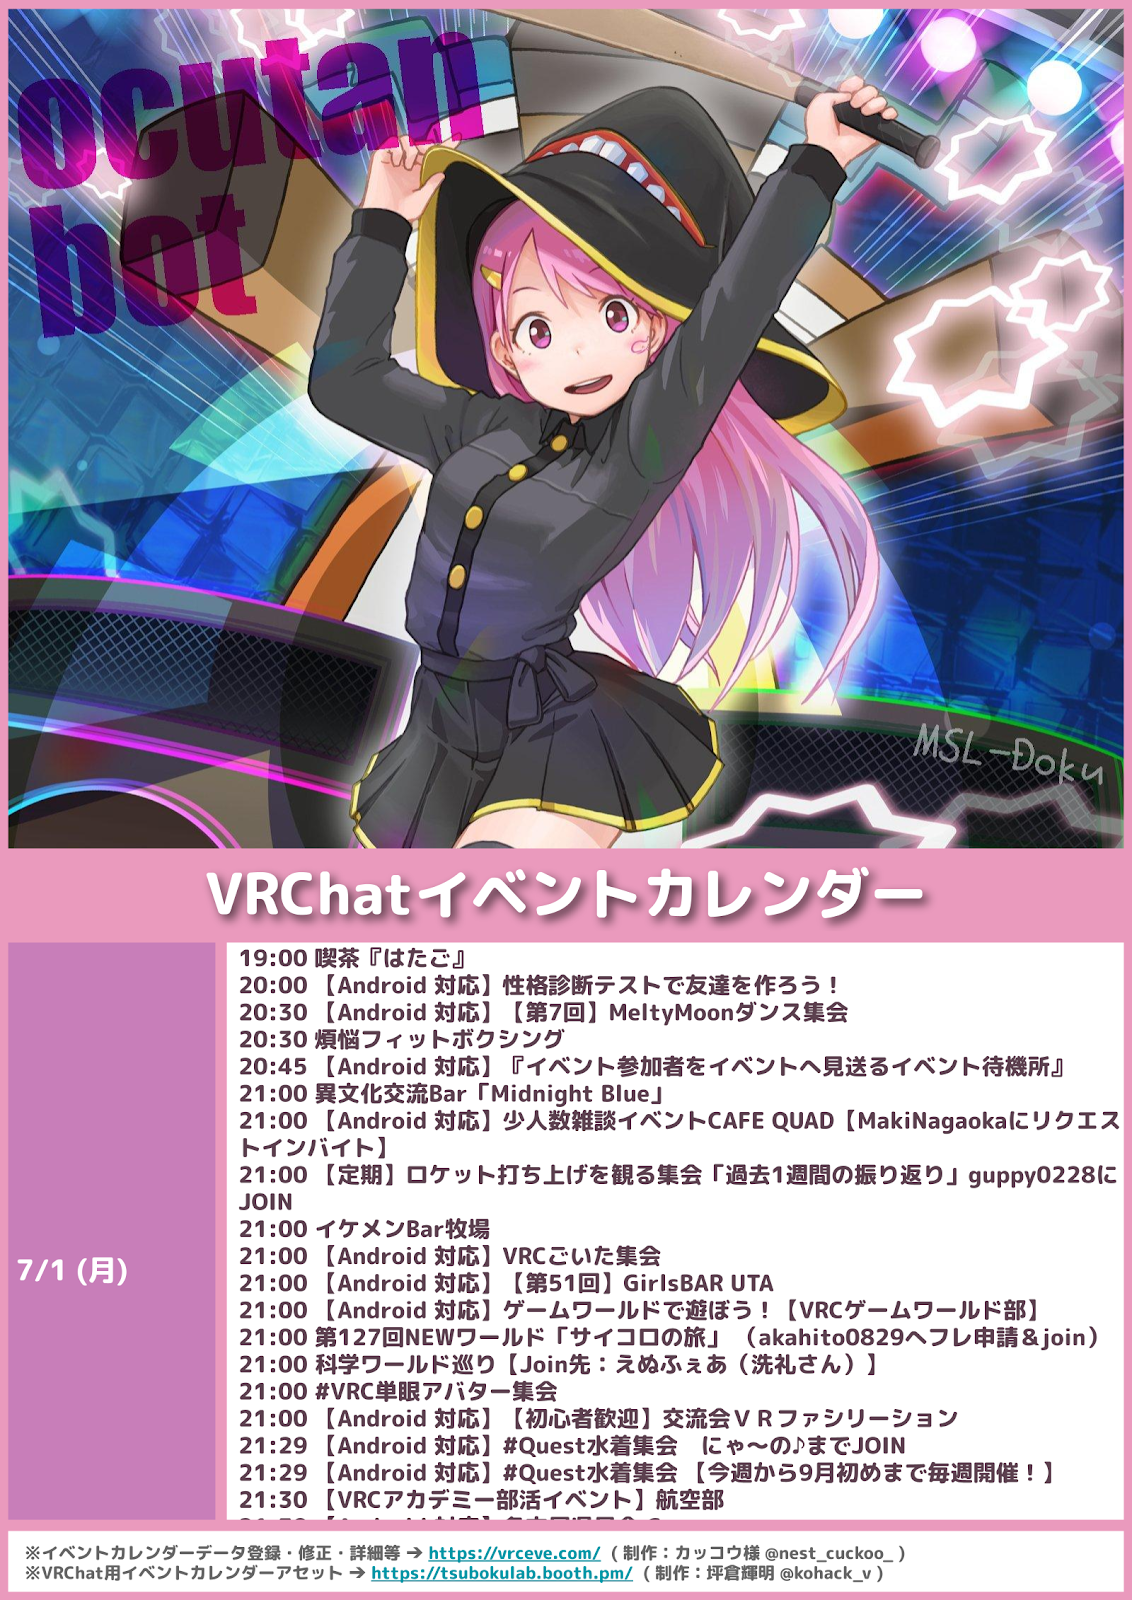 ocutan
bot
MSL-Doku
VRChatイベントカレンダー
7/1 (月)
19:00 喫茶『はたご』
20:00 【Android 対応】性格診断テストで友達を作ろう！
20:30 【Android 対応】【第7回】MeltyMoonダンス集会
20:30 煩悩フィットボクシング
20:45 【Android 対応】『イベント参加者をイベントへ見送るイベント待機所』
21:00 異文化交流Bar「Midnight Blue」
21:00 【Android 対応】少人数雑談イベントCAFE QUAD【MakiNagaokaにリクエス
トインバイト】
21:00 【定期】ロケット打ち上げを観る集会「過去1週間の振り返り」guppy0228に
JOIN
21:00 イケメンBar牧場
21:00 【Android 対応】VRCごいた集会
21:00 【Android 対応】【第51回】GirlsBAR UTA
21:00 【Android 対応】ゲームワールドで遊ぼう！【VRCゲームワールド部】
21:00 第127回NEWワールド「サイコロの旅」（akahito0829へフレ申請＆join）
21:00 科学ワールド巡り【Join先：えぬふぇあ（洗礼さん）】
21:00 #VRC単眼アバター集会
21:00 【Android 対応】【初心者歓迎】交流会ＶＲファシリーション
21:29 【Android 対応】#Quest水着集会　にゃ～の♪までJOIN
21:29 【Android 対応】#Quest水着集会 【今週から9月初めまで毎週開催！】
21:30 【VRCアカデミー部活イベント】航空部
※イベントカレンダーデータ登録・修正・詳細等 → https://vrceve.com/ ( 制作：カッコウ様 @nest_cuckoo_ )
※VRChat用イベントカレンダーアセット → https://tsubokulab.booth.pm/ ( 制作：坪倉輝明 @kohack_v )